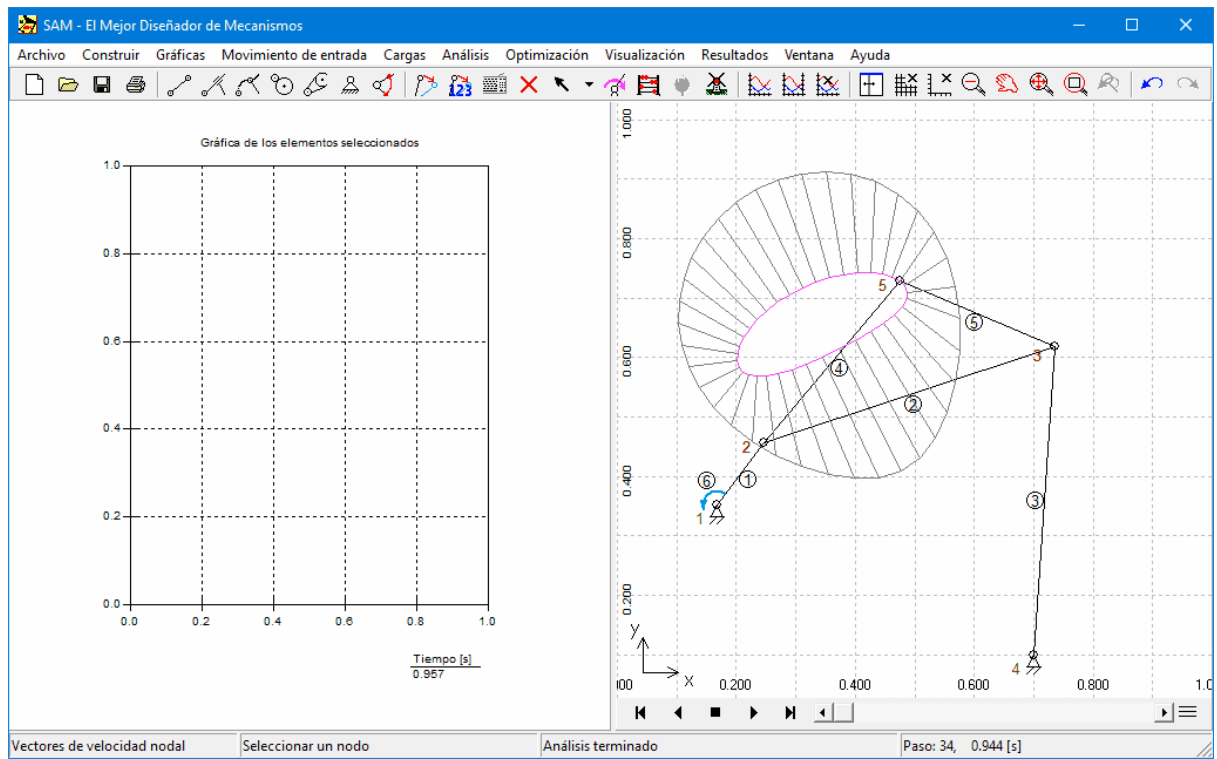 SAM - El Mejor Diseñador de Mecanismos
Archivo Construir Gráficas Movimiento de entrada Cargas Análisis Optimización Visualización Resultados Ventana Ayuda
123
Gráfica de los elementos seleccionados
1.0
0.8
0.6
0.4
0.2
0.0
0.0 0.2 0.4 0.6 0.8 1.0
Tiempo [s]
0.957
1.000
0.800
0.600
0.400
0.200
5
5
3
4
2
2
6 1
1
3
4
y
x
00 0.200 0.400 0.600 0.800 1.0
Vectores de velocidad nodal
Seleccionar un nodo
Análisis terminado
Paso: 34, 0.944 [s]